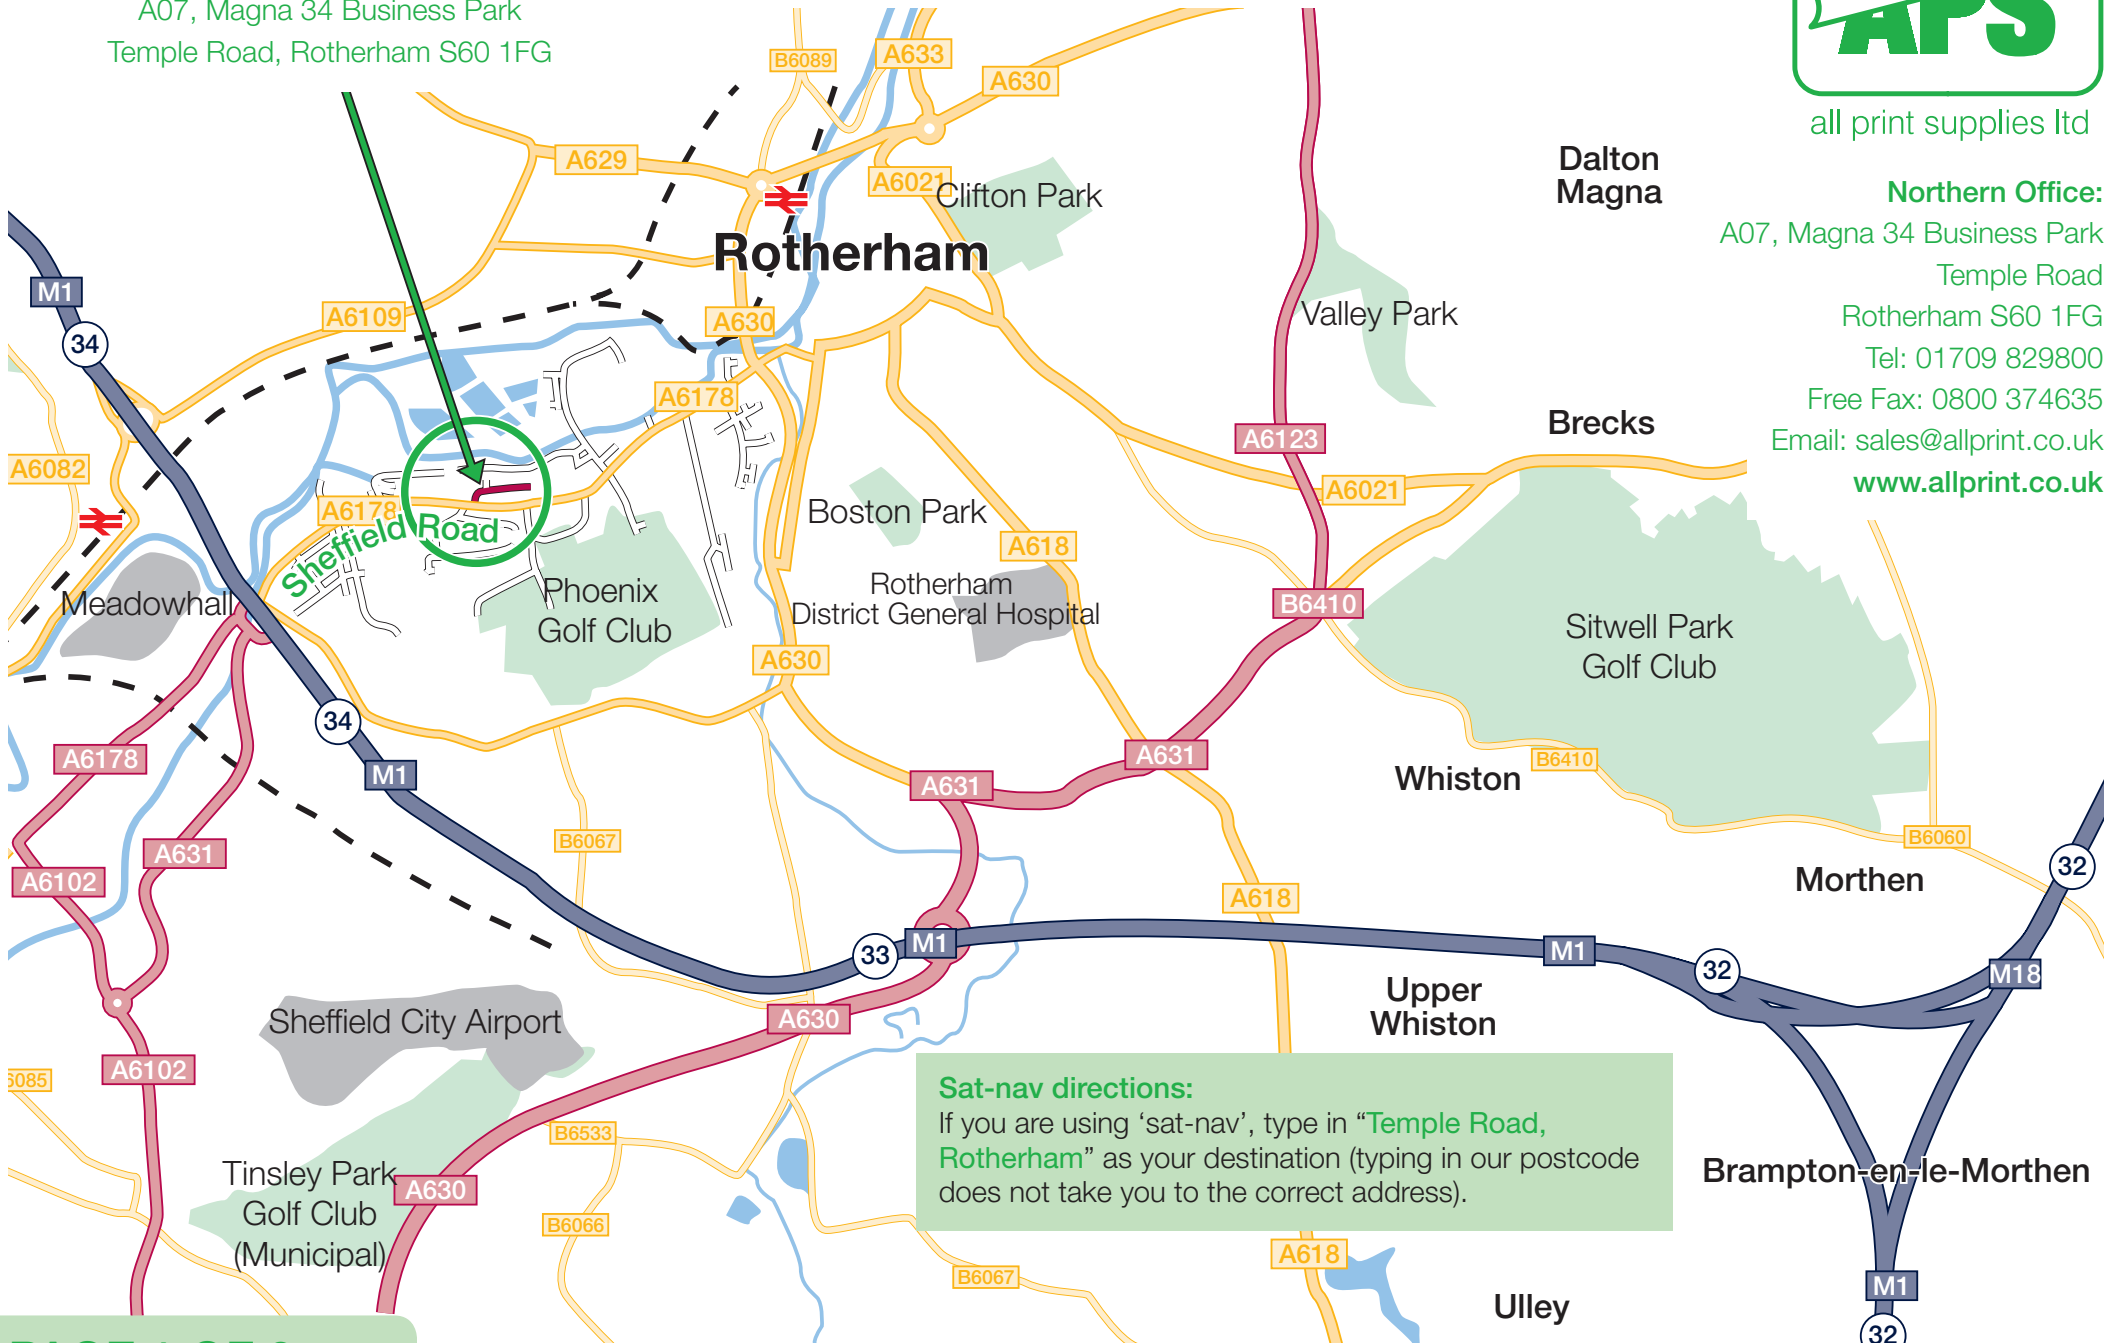 A07, Magna 34 Business Park
Temple Road, Rotherham S60 1FG
APS
all print supplies ltd
Northern Office:
A07, Magna 34 Business Park
Temple Road
Rotherham S60 1FG
Tel: 01709 829800
Free Fax: 0800 374635
Email: sales@allprint.co.uk
www.allprint.co.uk
B6089
A633
A630
A629
A6021
Clifton Park
Dalton
Magna
Rotherham
M1
34
A6109
A630
Valley Park
A6178
A6123
Brecks
A6082
A6178
Sheffield Road
Boston Park
A6021
A618
Meadowhall
Phoenix
Golf Club
Rotherham
District General Hospital
B6410
Sitwell Park
Golf Club
A630
34
A6178
M1
A631
A631
Whiston
B6410
B6067
A631
A6102
B6060
Morthen
32
A618
33
M1
M1
32
M18
Upper
Whiston
Sheffield City Airport
A630
A6102
6085
Sat-nav directions:
If you are using ‘sat-nav’, type in “Temple Road,
Rotherham” as your destination (typing in our postcode
does not take you to the correct address).
B6533
Tinsley Park
Golf Club
(Municipal)
A630
B6066
Brampton-en-le-Morthen
A618
B6067
M1
Ulley
32